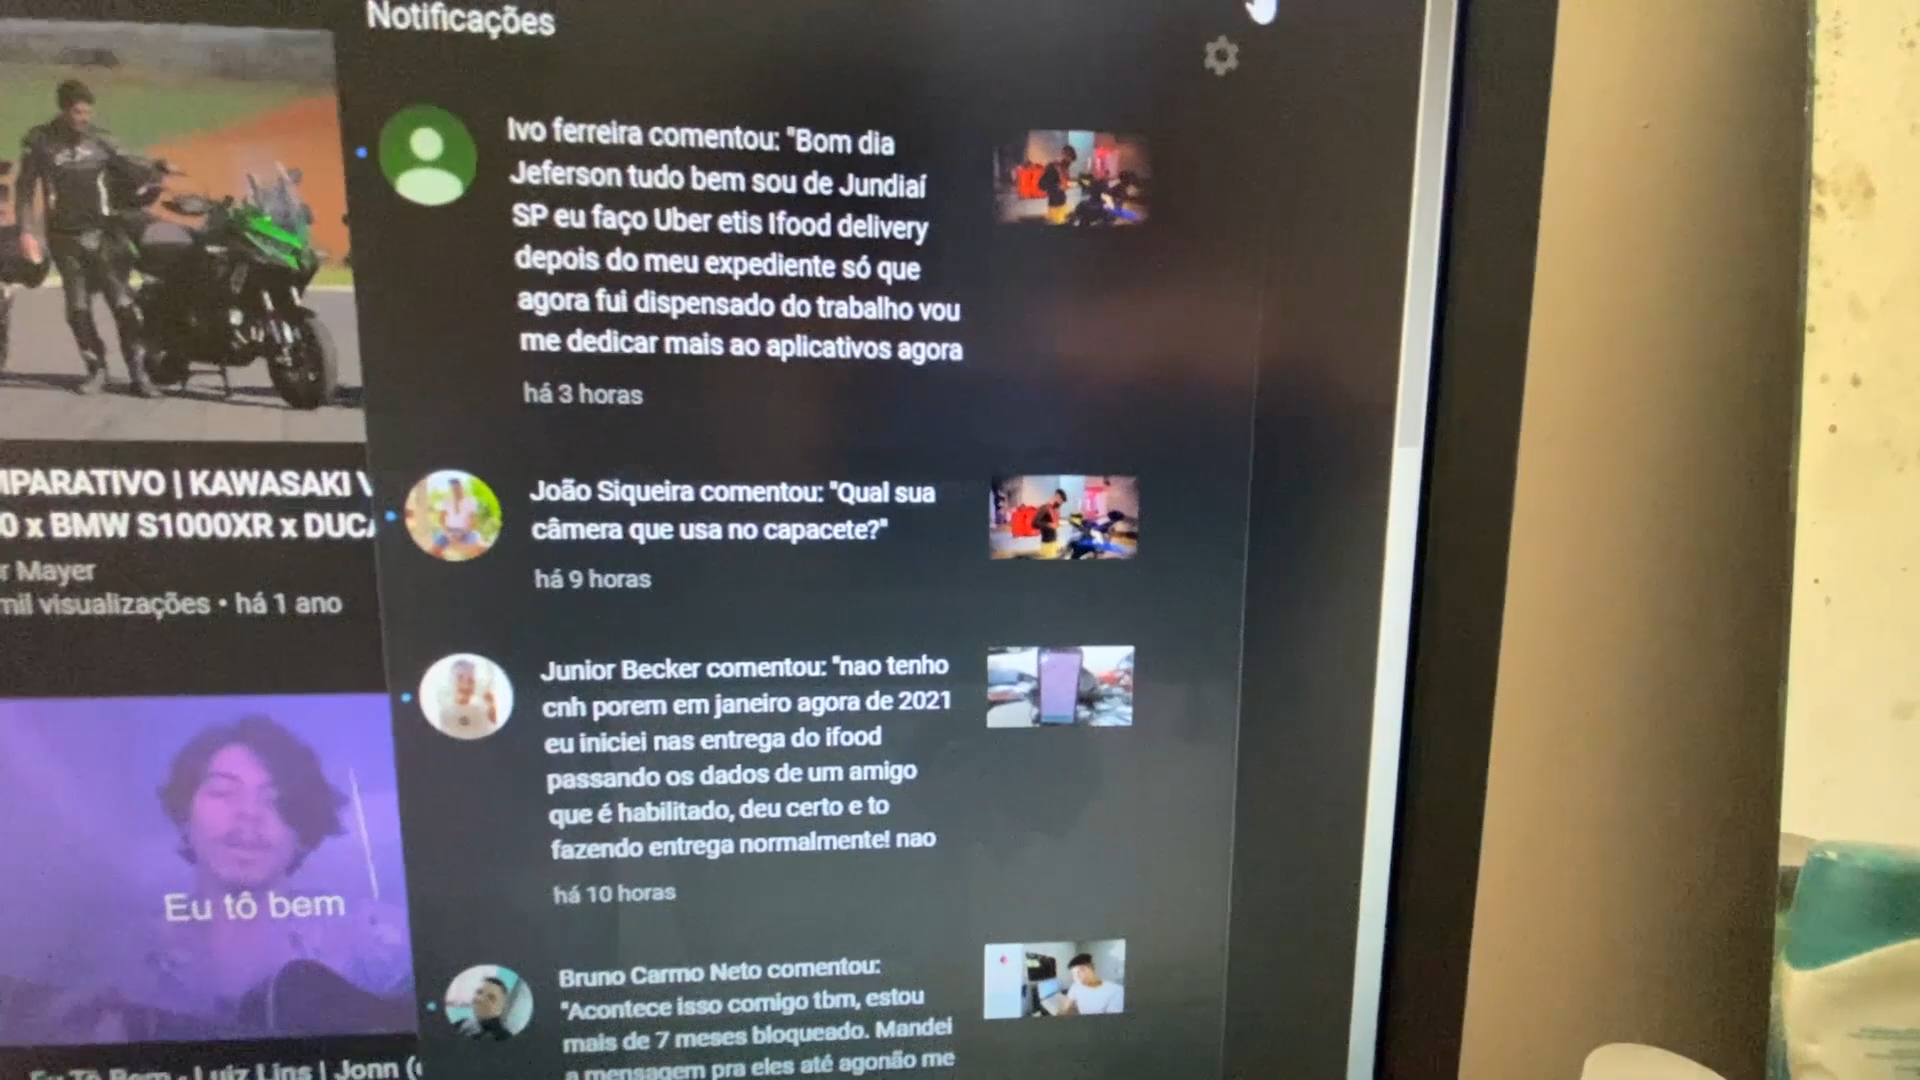 Notificações
Ivo ferreira comentou: "Bom dia
Jeferson tudo bem sou de Jundiaí
SP eu faço Uber etis Ifood delivery
depois do meu expediente só que
agora fui dispensado do trabalho vou
me dedicar mais ao aplicativos agora
há 3 horas
João Siqueira comentou: "Qual sua
câmera que usa no capacete?"
há 9 horas
Junior Becker comentou: "nao tenho
cnh porem em janeiro agora de 2021
eu iniciei nas entrega do ifood
passando os dados de um amigo
que é habilitado, deu certo e to
fazendo entrega normalmente! nao
há 10 horas
Bruno Carmo Neto comentou:
"Acontece isso comigo tbm, estou
mais de 7 meses bloqueado. Mandei
a mensagem pra eles até agonão me
MPARATIVO | KAWASAKI V
0 x BMW S1000XR x DUCA
r Mayer
mil visualizações • há 1 ano
Eu tô bem
Eu Tô Bem - Luiz Lins | Jonn (